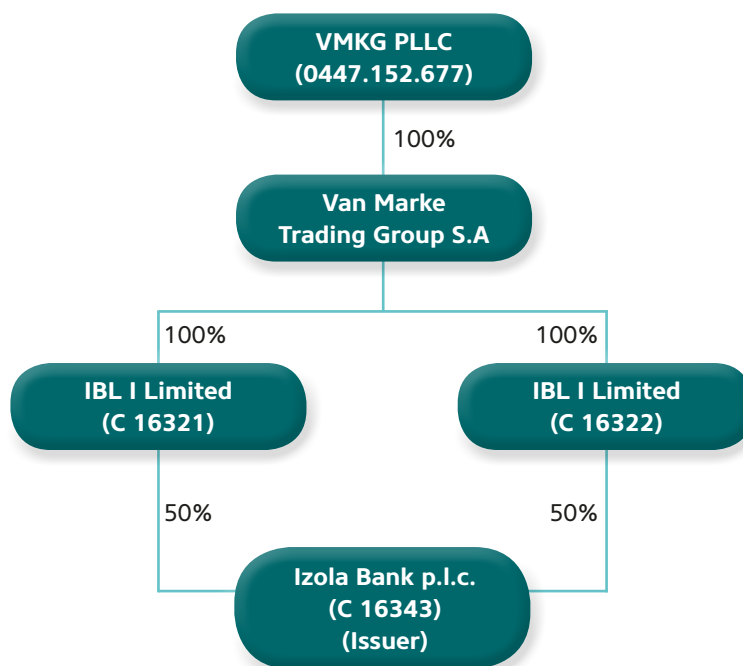 VMKG PLLC
(0447.152.677)
100%
Van Marke
Trading Group S.A
100%
100%
IBL I Limited
(C 16321)
IBL I Limited
(C 16322)
50%
50%
Izola Bank p.l.c.
(C 16343)
(Issuer)